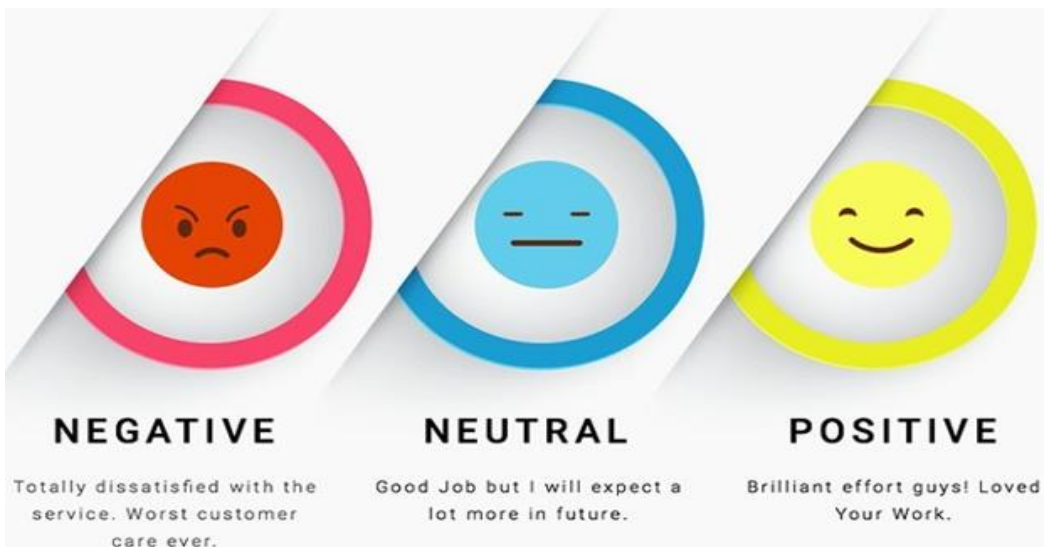 NEGATIVE
Totally dissatisfied with the
service. Worst customer
care ever.
NEUTRAL
Good Job but I will expect a
lot more in future.
POSITIVE
Brilliant effort guys! Loved
Your Work.